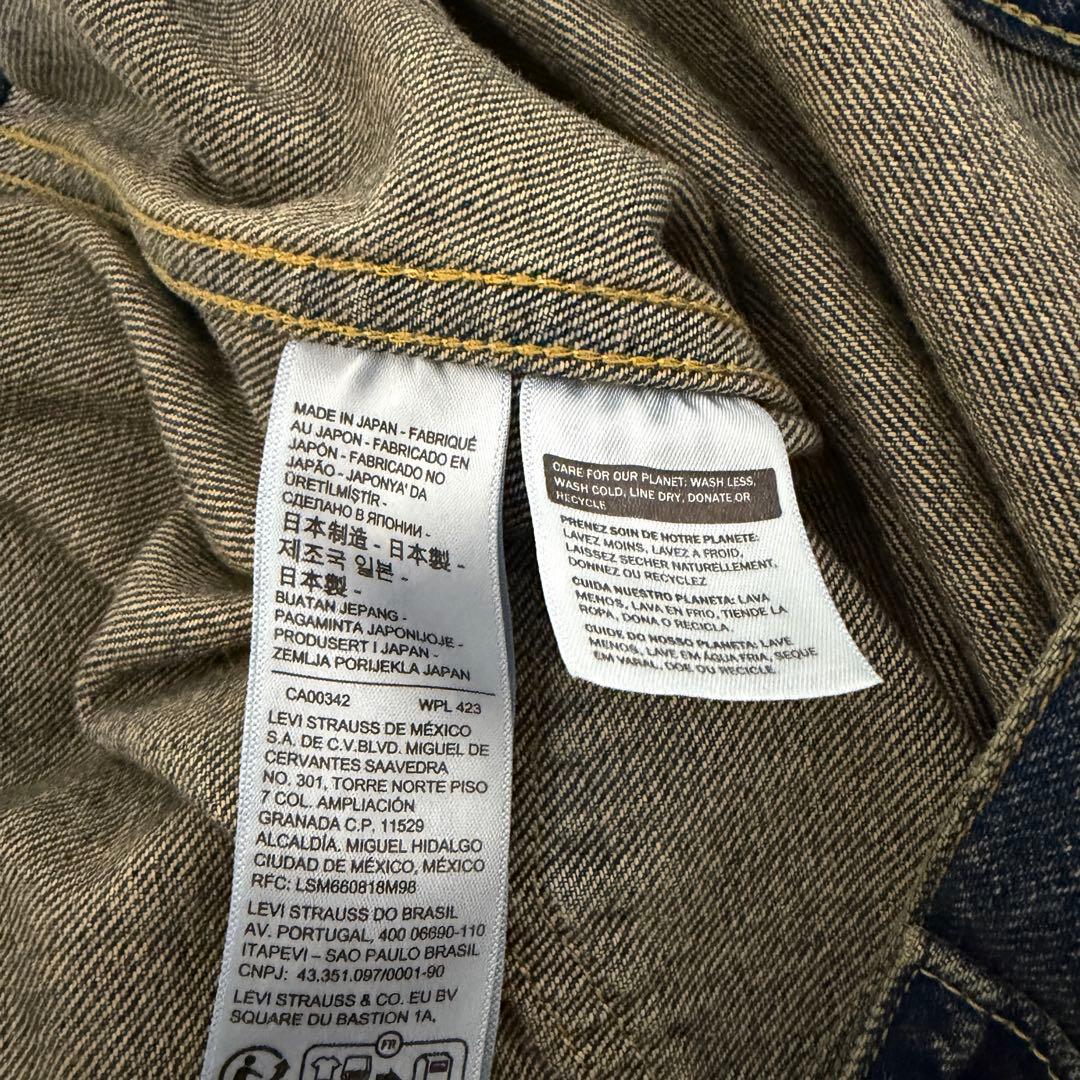 MADE IN JAPAN - FABRIQUÉ
AU JAPON - FABRICADO EN
JAPÓN - FABRICADO NO
JAPÃO - JAPONYA' DA
ÜRETİLMİŞTİR -
СДЕЛАНО В ЯПОНИИ -
日本制造 - 日本製 -
제조국 일본 -
日本製 -
BUATAN JEPANG -
PAGAMINTA JAPONIJOJE -
PRODUSERT I JAPAN -
ZEMLJA PORIJEKLA JAPAN
CA00342 WPL 423
LEVI STRAUSS DE MÉXICO
S.A. DE C.V.BLVD. MIGUEL DE
CERVANTES SAAVEDRA
NO. 301, TORRE NORTE PISO
7 COL. AMPLIACIÓN
GRANADA C.P. 11529
ALCALDÍA. MIGUEL HIDALGO
CIUDAD DE MÉXICO, MÉXICO
RFC: LSM660818M98
LEVI STRAUSS DO BRASIL
AV. PORTUGAL, 400 06690-110
ITAPEVI – SAO PAULO BRASIL
CNPJ: 43.351.097/0001-90
LEVI STRAUSS & CO. EU BV
SQUARE DU BASTION 1A,
FR
CARE FOR OUR PLANET: WASH LESS,
WASH COLD, LINE DRY, DONATE OR
RECYCLE
PRENEZ SOIN DE NOTRE PLANETE:
LAVEZ MOINS, LAVEZ A FROID,
LAISSEZ SECHER NATURELLEMENT,
DONNEZ OU RECYCLEZ
CUIDA NUESTRO PLANETA: LAVA
MENOS, LAVA EN FRIO, TIENDE LA
ROPA, DONA O RECICLA.
CUIDE DO NOSSO PLANETA: LAVE
MENOS, LAVE EM ÁGUA FRIA, SEQUE
EM VARAL, DOE OU RECICLE